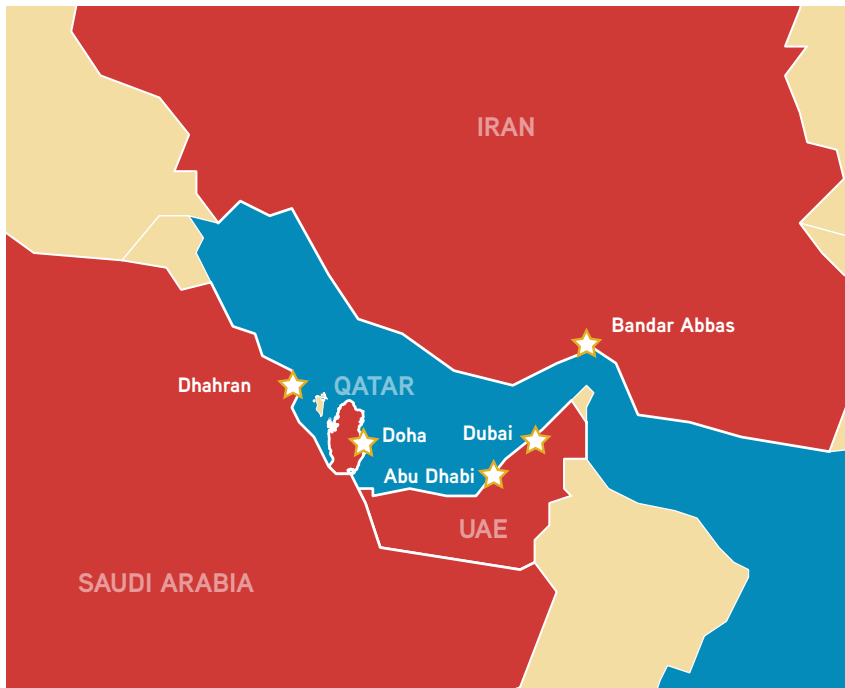 IRAN
Bandar Abbas
Dhahran
QATAR
Doha
Dubai
Abu Dhabi
UAE
SAUDI ARABIA